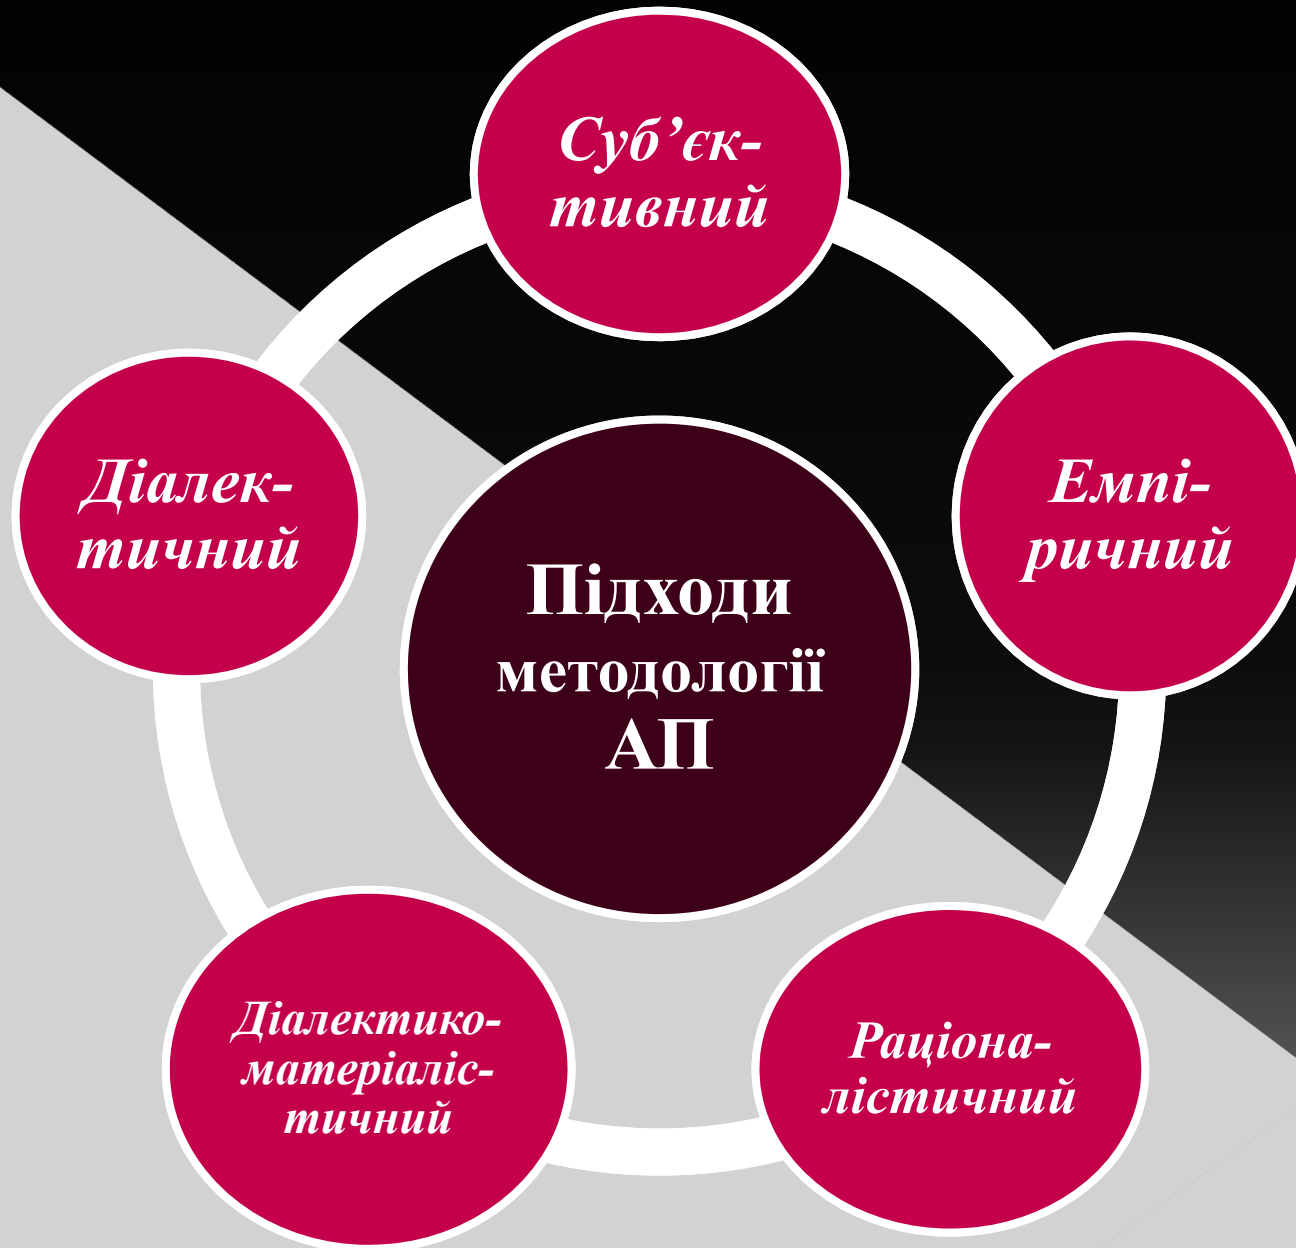 Суб’єк-
тивний
Емпі-
ричний
Раціона-
лістичний
Діалектико-
матеріаліс-
тичний
Діалек-
тичний
Підходи
методології
АП